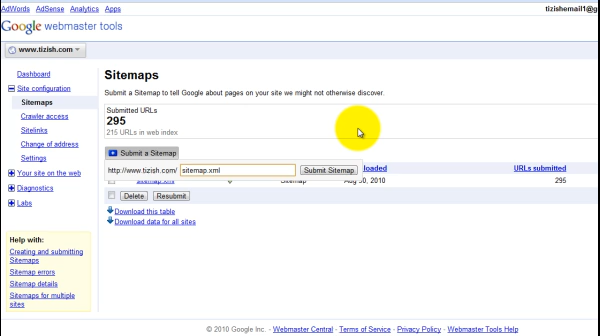 AdWords AdSense Analytics Apps
tizishemail1@g
Google webmaster tools
www.tizish.com
Dashboard
Site configuration
Sitemaps
Crawler access
Sitelinks
Change of address
Settings
Your site on the web
Diagnostics
Labs
Help with:
Creating and submitting
Sitemaps
Sitemap errors
Sitemap details
Sitemaps for multiple
sites
Sitemaps
Submit a Sitemap to tell Google about pages on your site we might not otherwise discover.
Submitted URLs
295
215 URLs in web index
Submit a Sitemap
http://www.tizish.com/ sitemap.xml Submit Sitemap
loaded URLs submitted
sitemap.xml Sitemap Aug 30, 2010 295
Delete Resubmit
Download this table
Download data for all sites
© 2010 Google Inc. - Webmaster Central - Terms of Service - Privacy Policy - Webmaster Tools Help